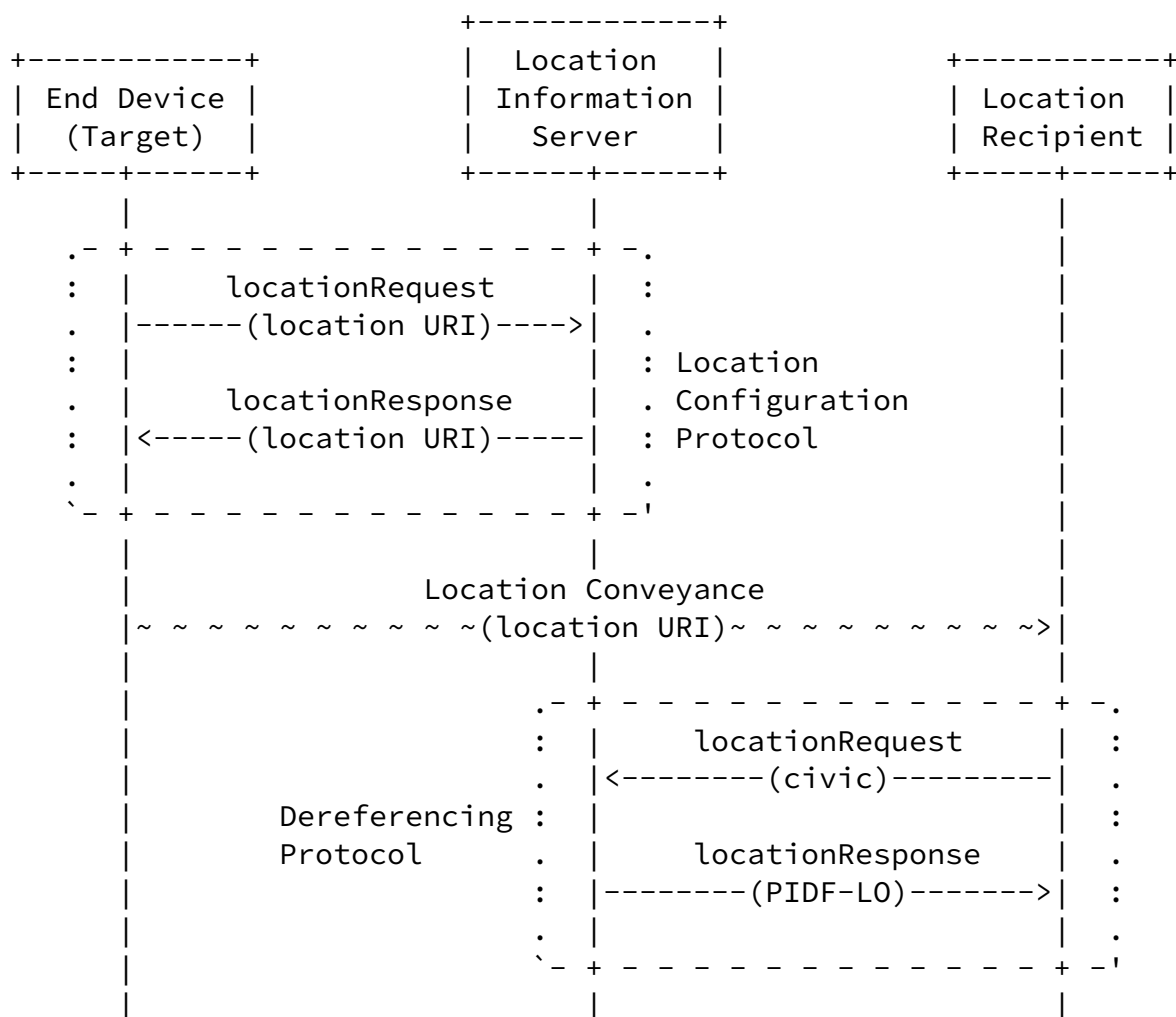 Location
End Device Information Location
(Target) Server Recipient
locationRequest
(location URI)
Location
locationResponse Configuration
(location URI) Protocol
Location Conveyance
(location URI)
locationRequest
(civic)
Dereferencing
Protocol locationResponse
(PIDF-LO)